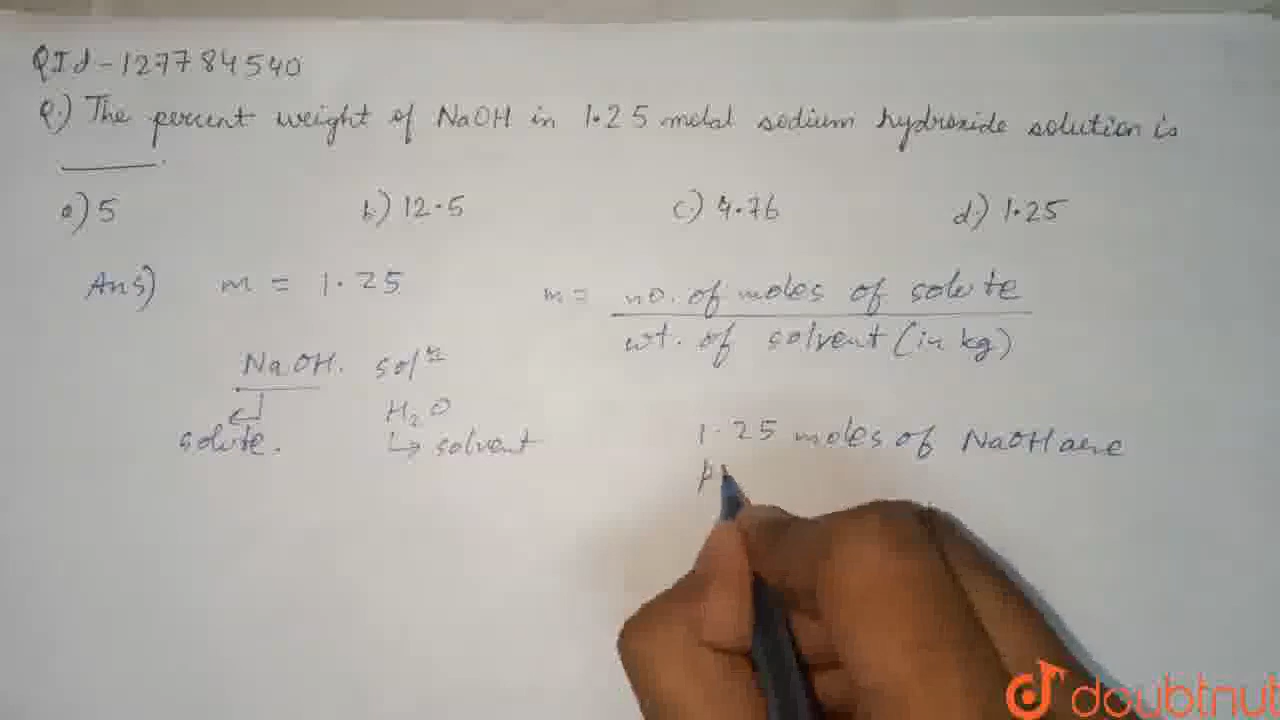 QId-127784540
Q.) The percent weight of NaOH in 1.25 molal sodium hydroxide solution is
______.
a) 5 b.) 12.5 c.) 4.76 d.) 1.25
Ans) m = 1.25 m = no. of moles of solute
wt. of solvent (in kg)
NaOH. solⁿ
H₂O
solute. ↳ solvent
1.25 moles of NaOH are
p
doubtnut